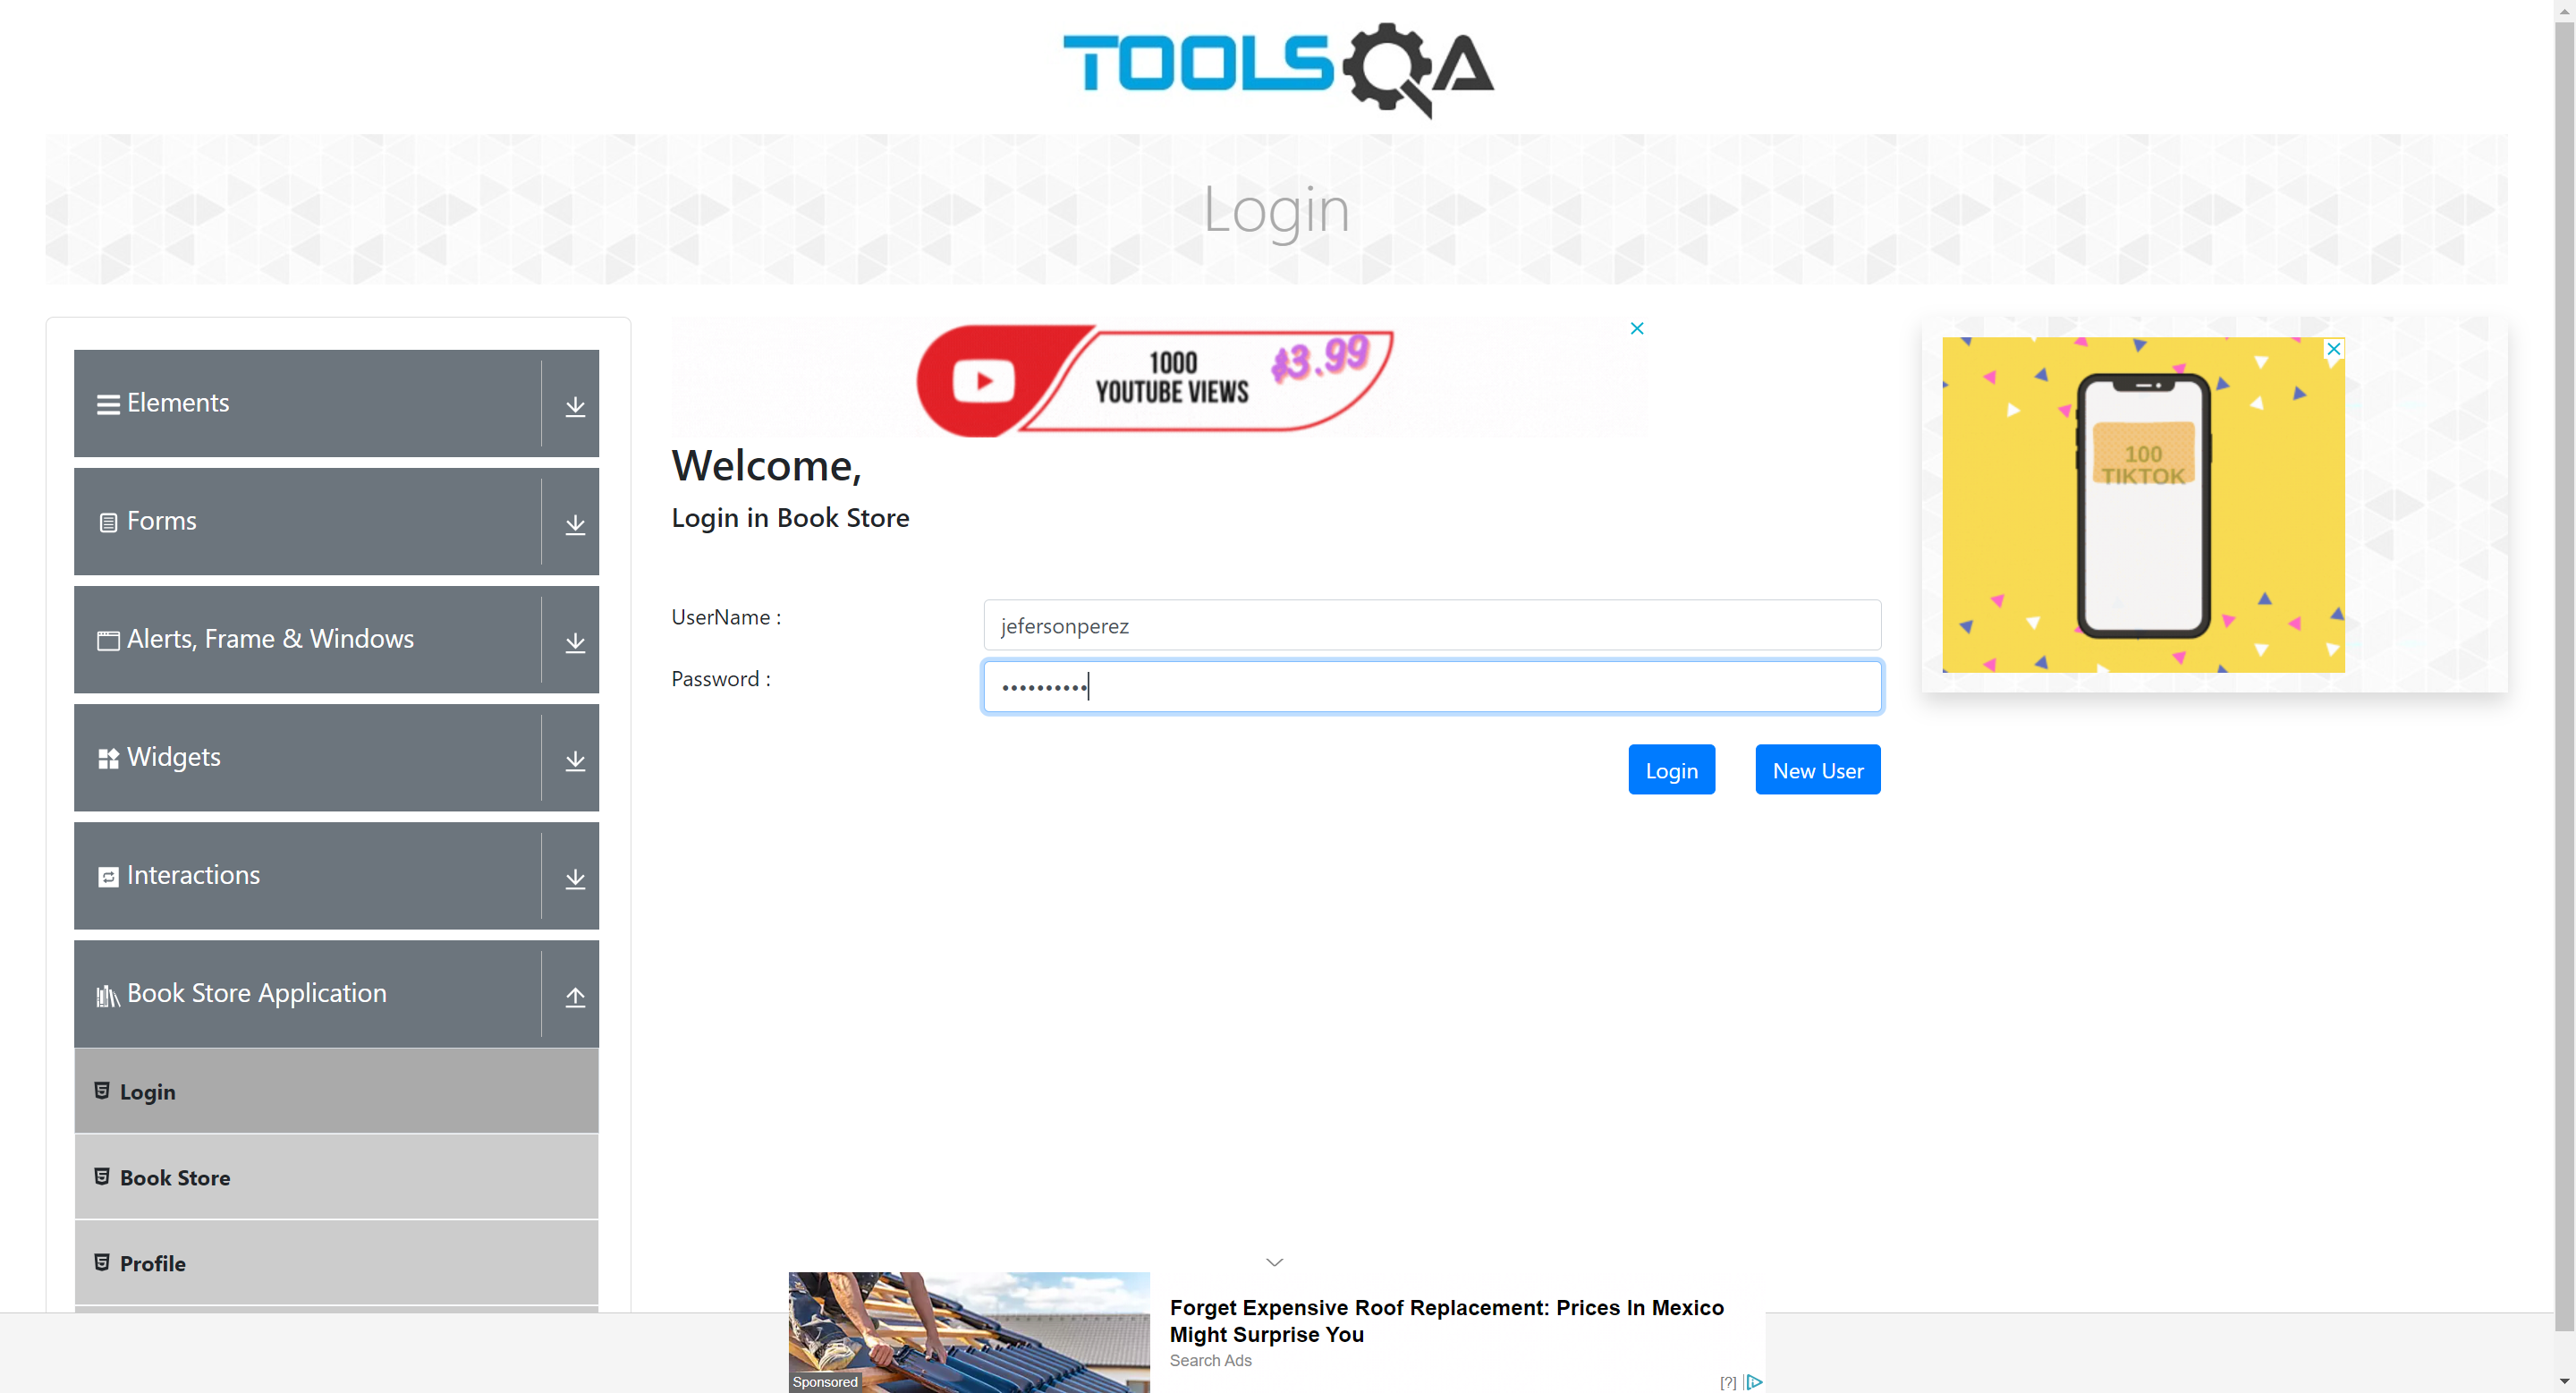 TOOLSQA
Login
Elements
Forms
Alerts, Frame & Windows
Widgets
Interactions
Book Store Application
Login
Book Store
Profile
1000
YOUTUBE VIEWS
$3.99
Welcome,
Login in Book Store
UserName :
jefersonperez
Password :
••••••••••
Login
New User
100
TIKTOK
Forget Expensive Roof Replacement: Prices In Mexico
Might Surprise You
Search Ads
Sponsored
[?]